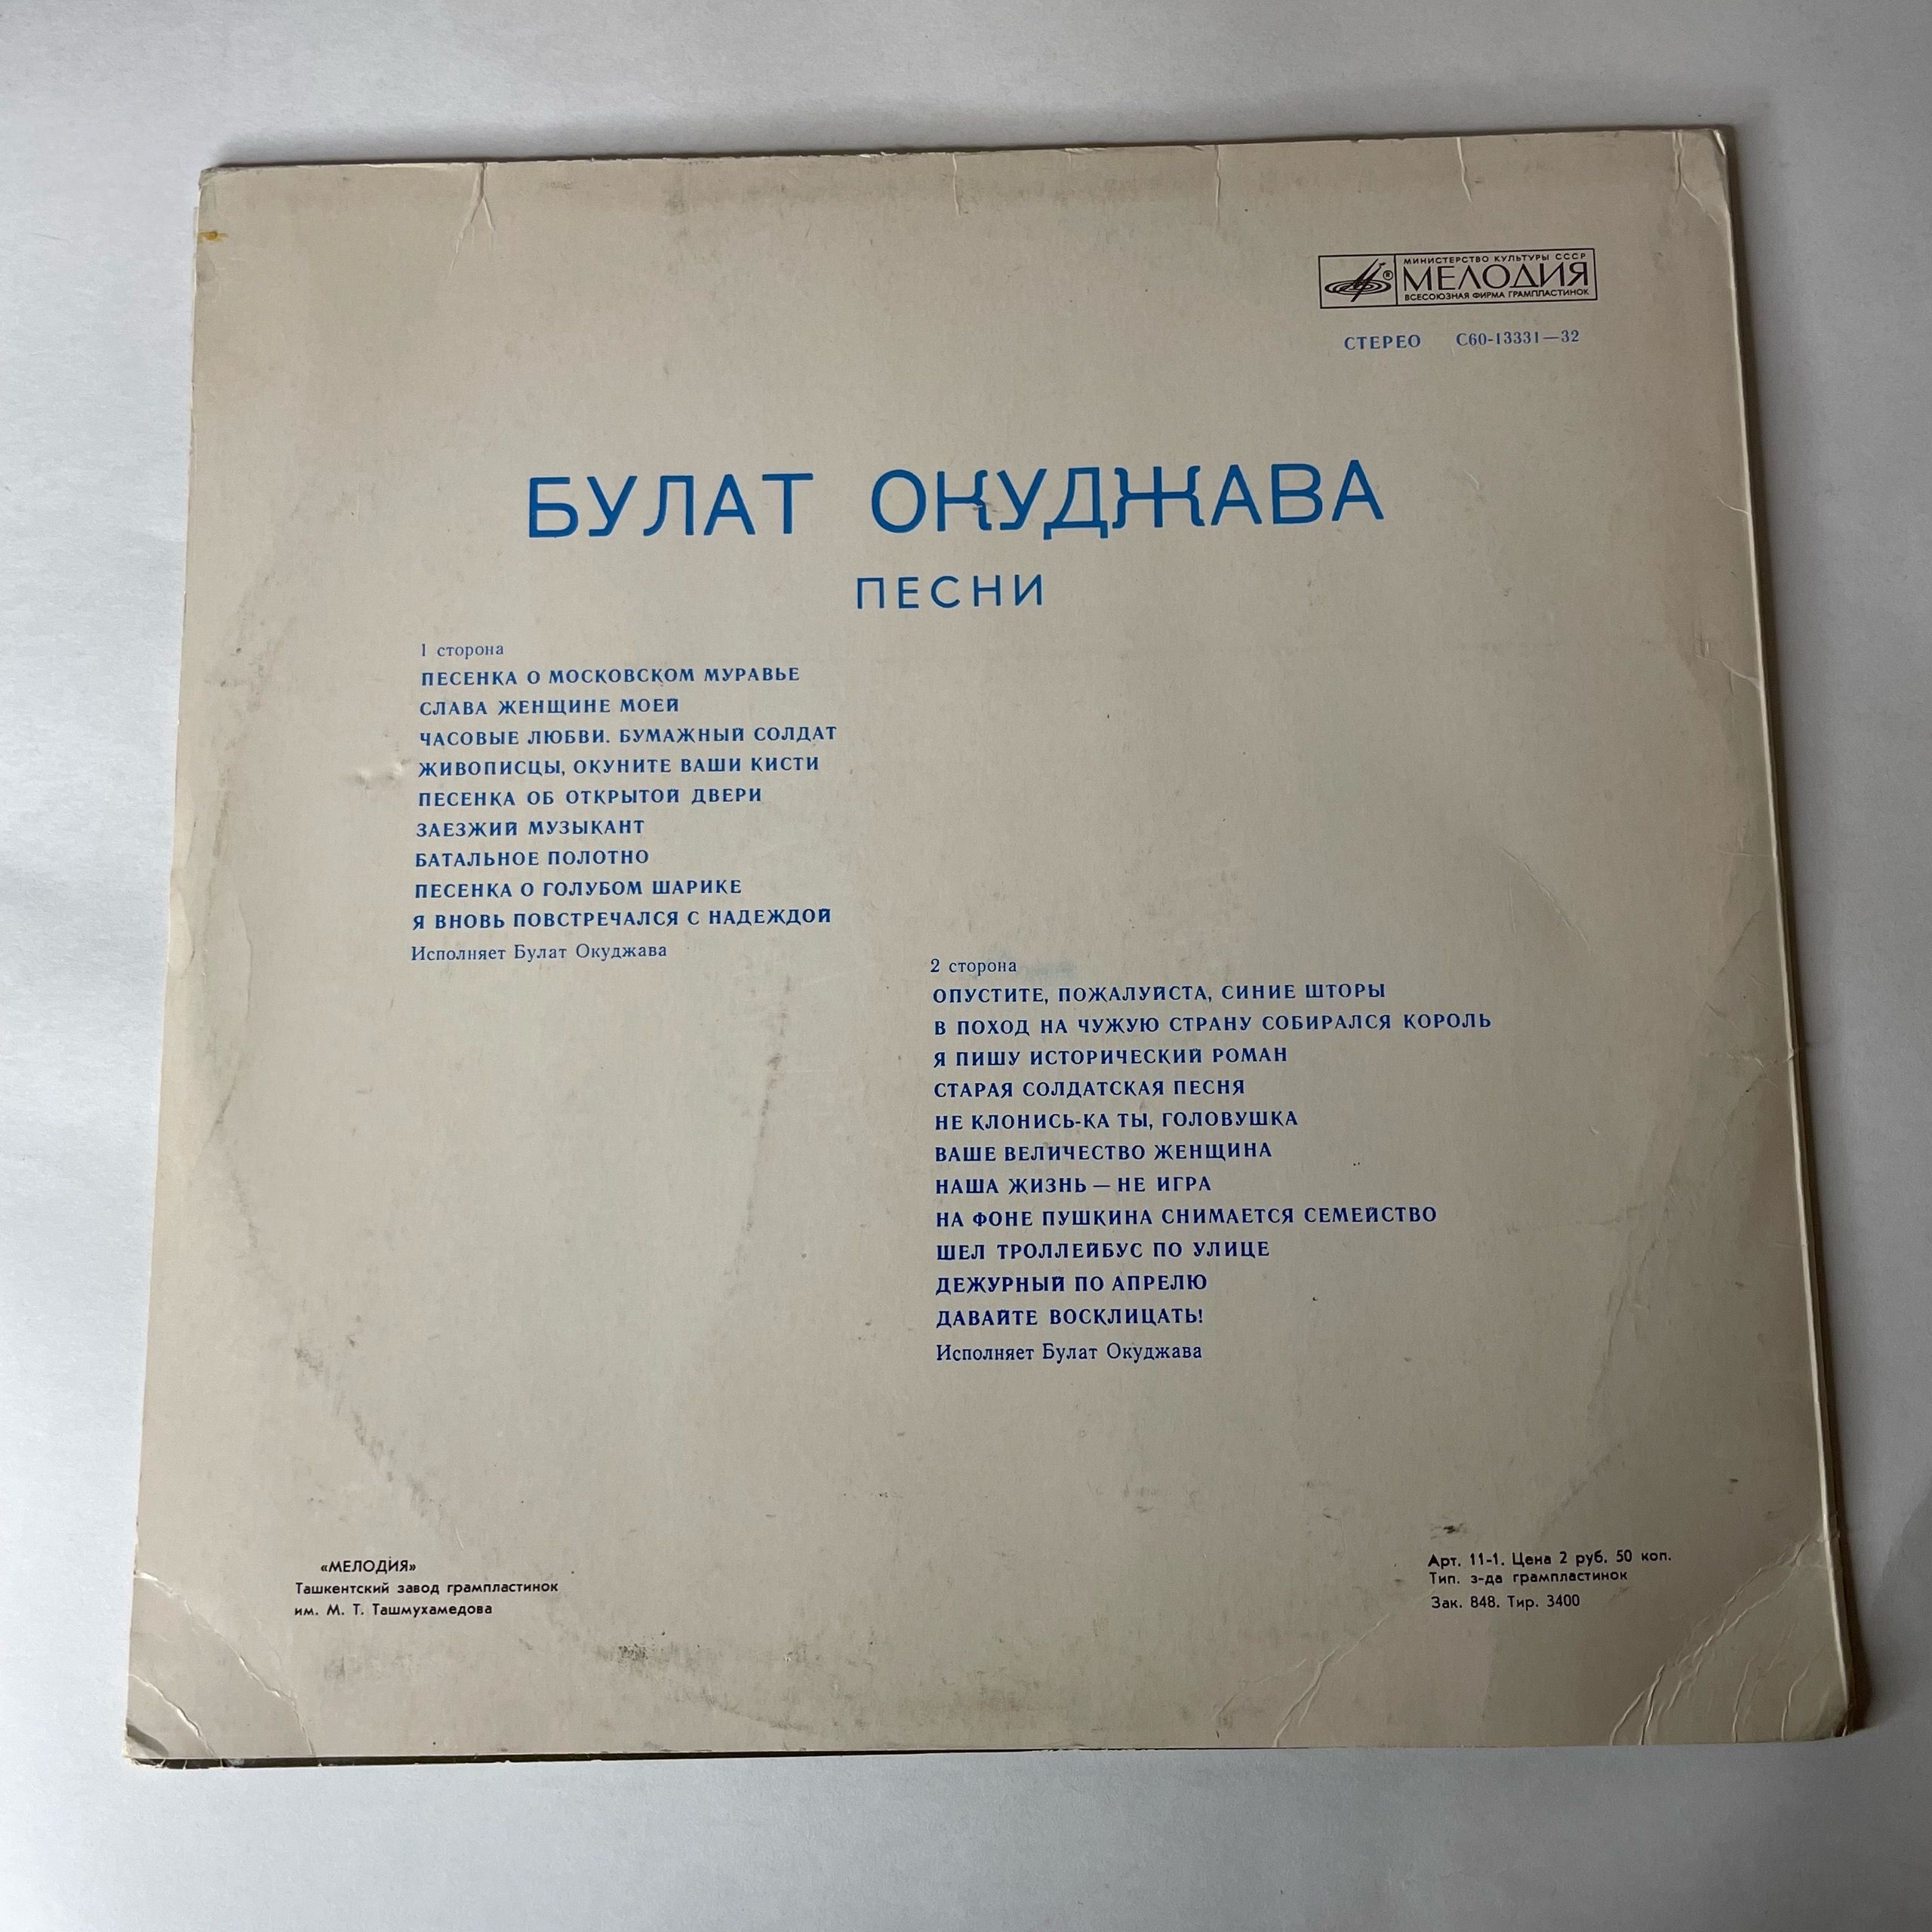 МИНИСТЕРСТВО КУЛЬТУРЫ СССР
МЕЛОДИЯ
ВСЕСОЮЗНАЯ ФИРМА ГРАМПЛАСТИНОК
СТЕРЕО С60-13331—32
БУЛАТ ОКУДЖАВА
ПЕСНИ
1 сторона
ПЕСЕНКА О МОСКОВСКОМ МУРАВЬЕ
СЛАВА ЖЕНЩИНЕ МОЕЙ
ЧАСОВЫЕ ЛЮБВИ. БУМАЖНЫЙ СОЛДАТ
ЖИВОПИСЦЫ, ОКУНИТЕ ВАШИ КИСТИ
ПЕСЕНКА ОБ ОТКРЫТОЙ ДВЕРИ
ЗАЕЗЖИЙ МУЗЫКАНТ
БАТАЛЬНОЕ ПОЛОТНО
ПЕСЕНКА О ГОЛУБОМ ШАРИКЕ
Я ВНОВЬ ПОВСТРЕЧАЛСЯ С НАДЕЖДОЙ
Исполняет Булат Окуджава
2 сторона
ОПУСТИТЕ, ПОЖАЛУЙСТА, СИНИЕ ШТОРЫ
В ПОХОД НА ЧУЖУЮ СТРАНУ СОБИРАЛСЯ КОРОЛЬ
Я ПИШУ ИСТОРИЧЕСКИЙ РОМАН
СТАРАЯ СОЛДАТСКАЯ ПЕСНЯ
НЕ КЛОНИСЬ-КА ТЫ, ГОЛОВУШКА
ВАШЕ ВЕЛИЧЕСТВО ЖЕНЩИНА
НАША ЖИЗНЬ — НЕ ИГРА
НА ФОНЕ ПУШКИНА СНИМАЕТСЯ СЕМЕЙСТВО
ШЕЛ ТРОЛЛЕЙБУС ПО УЛИЦЕ
ДЕЖУРНЫЙ ПО АПРЕЛЮ
ДАВАЙТЕ ВОСКЛИЦАТЬ!
Исполняет Булат Окуджава
«МЕЛОДИЯ»
Ташкентский завод грампластинок
им. М. Т. Ташмухамедова
Арт. 11-1. Цена 2 руб. 50 коп.
Тип. з-да грампластинок
Зак. 848. Тир. 3400